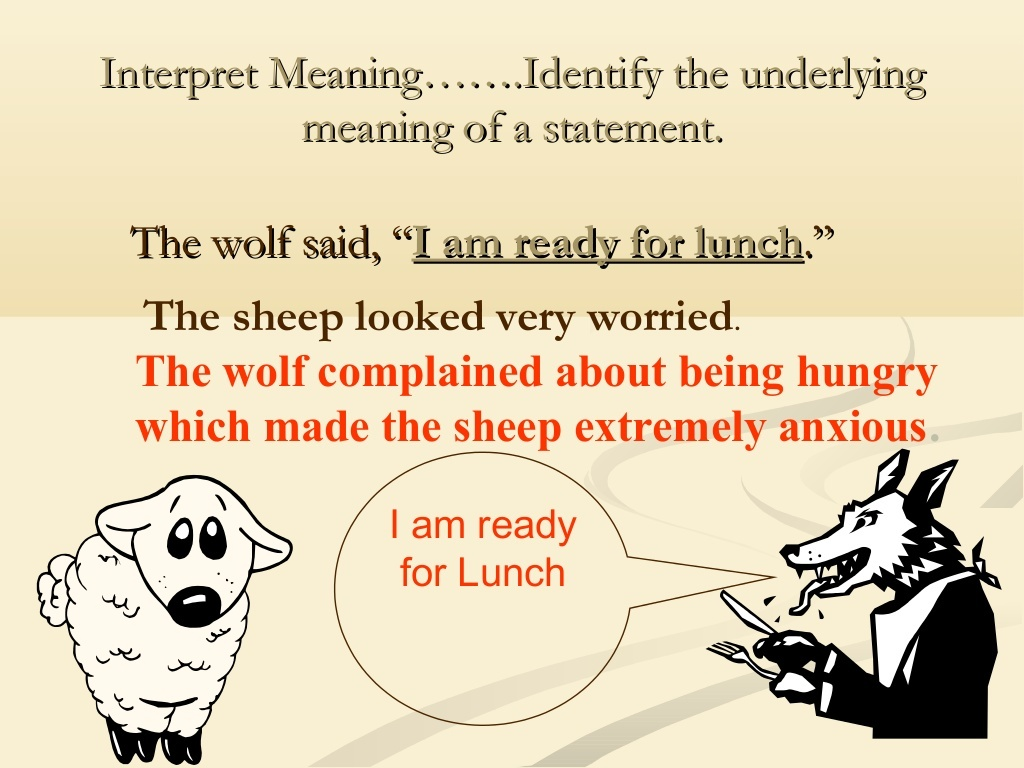 Interpret Meaning…….Identify the underlying
meaning of a statement.
The wolf said, “I am ready for lunch.”
The sheep looked very worried.
The wolf complained about being hungry
which made the sheep extremely anxious.
I am ready
for Lunch